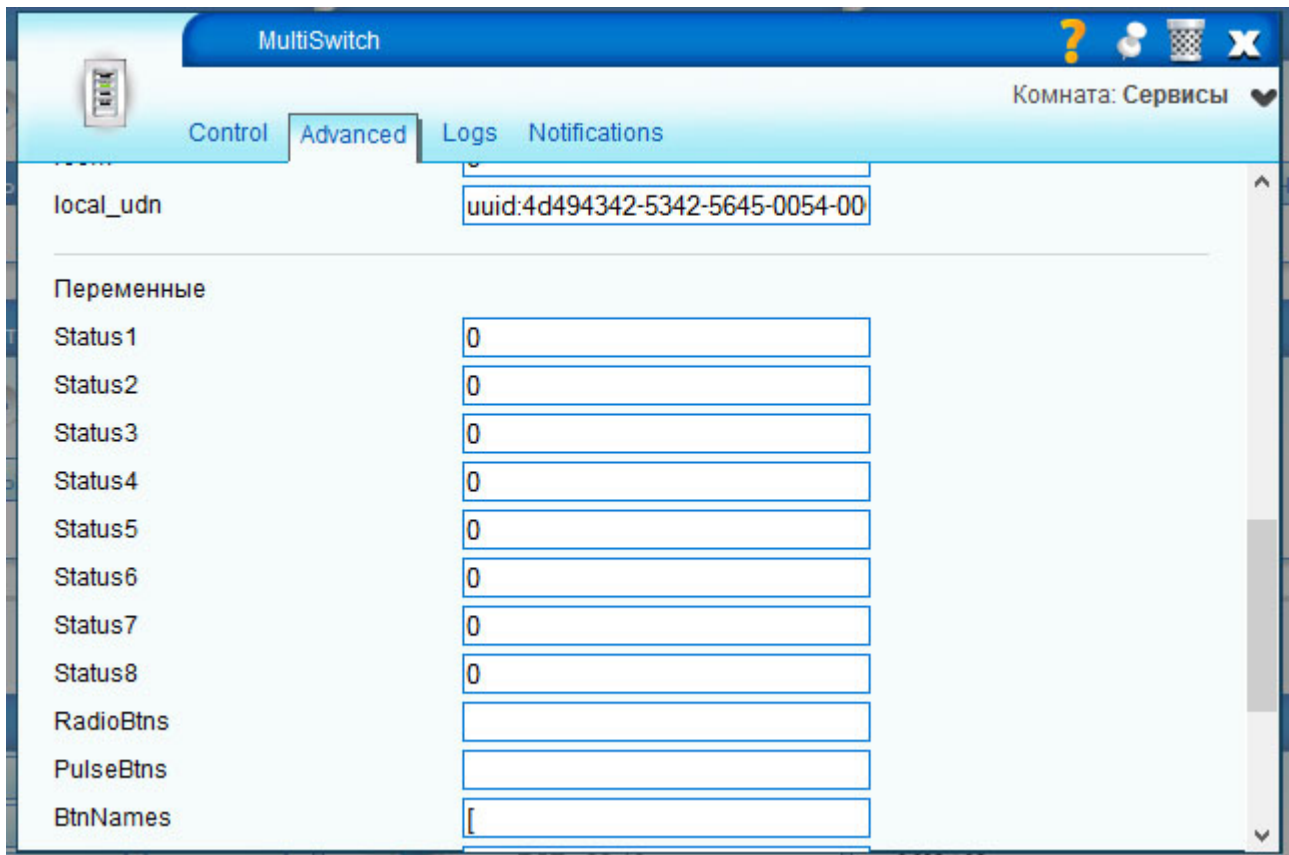 MultiSwitch
Комната: Сервисы
Control Advanced Logs Notifications
local_udn uuid:4d494342-5342-5645-0054-00
Переменные
Status1 0
Status2 0
Status3 0
Status4 0
Status5 0
Status6 0
Status7 0
Status8 0
RadioBtns
PulseBtns
BtnNames [